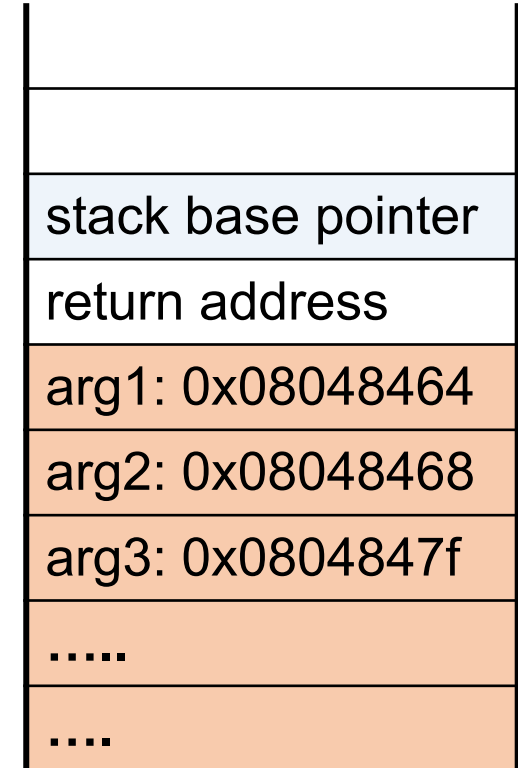 stack base pointer
return address
arg1: 0x08048464
arg2: 0x08048468
arg3: 0x0804847f
…..
….